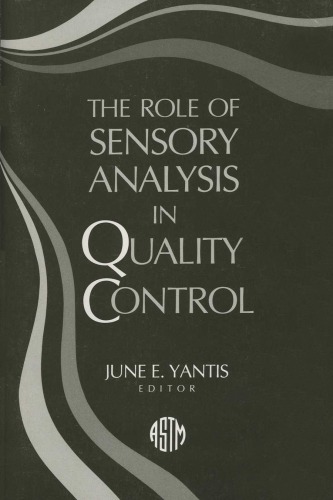 THE ROLE OF
SENSORY
ANALYSIS
IN
QUALITY
CONTROL
JUNE E. YANTIS
EDITOR
ASTM